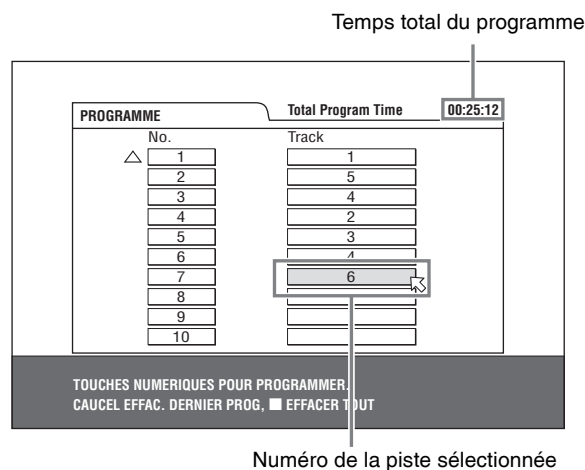 Temps total du programme
PROGRAMME Total Program Time 00:25:12
No. Track
1 1
2 5
3 4
4 2
5 3
6 4
7 6
8
9
10
TOUCHES NUMERIQUES POUR PROGRAMMER.
CAUCEL EFFAC. DERNIER PROG, ■ EFFACER TOUT
Numéro de la piste sélectionnée